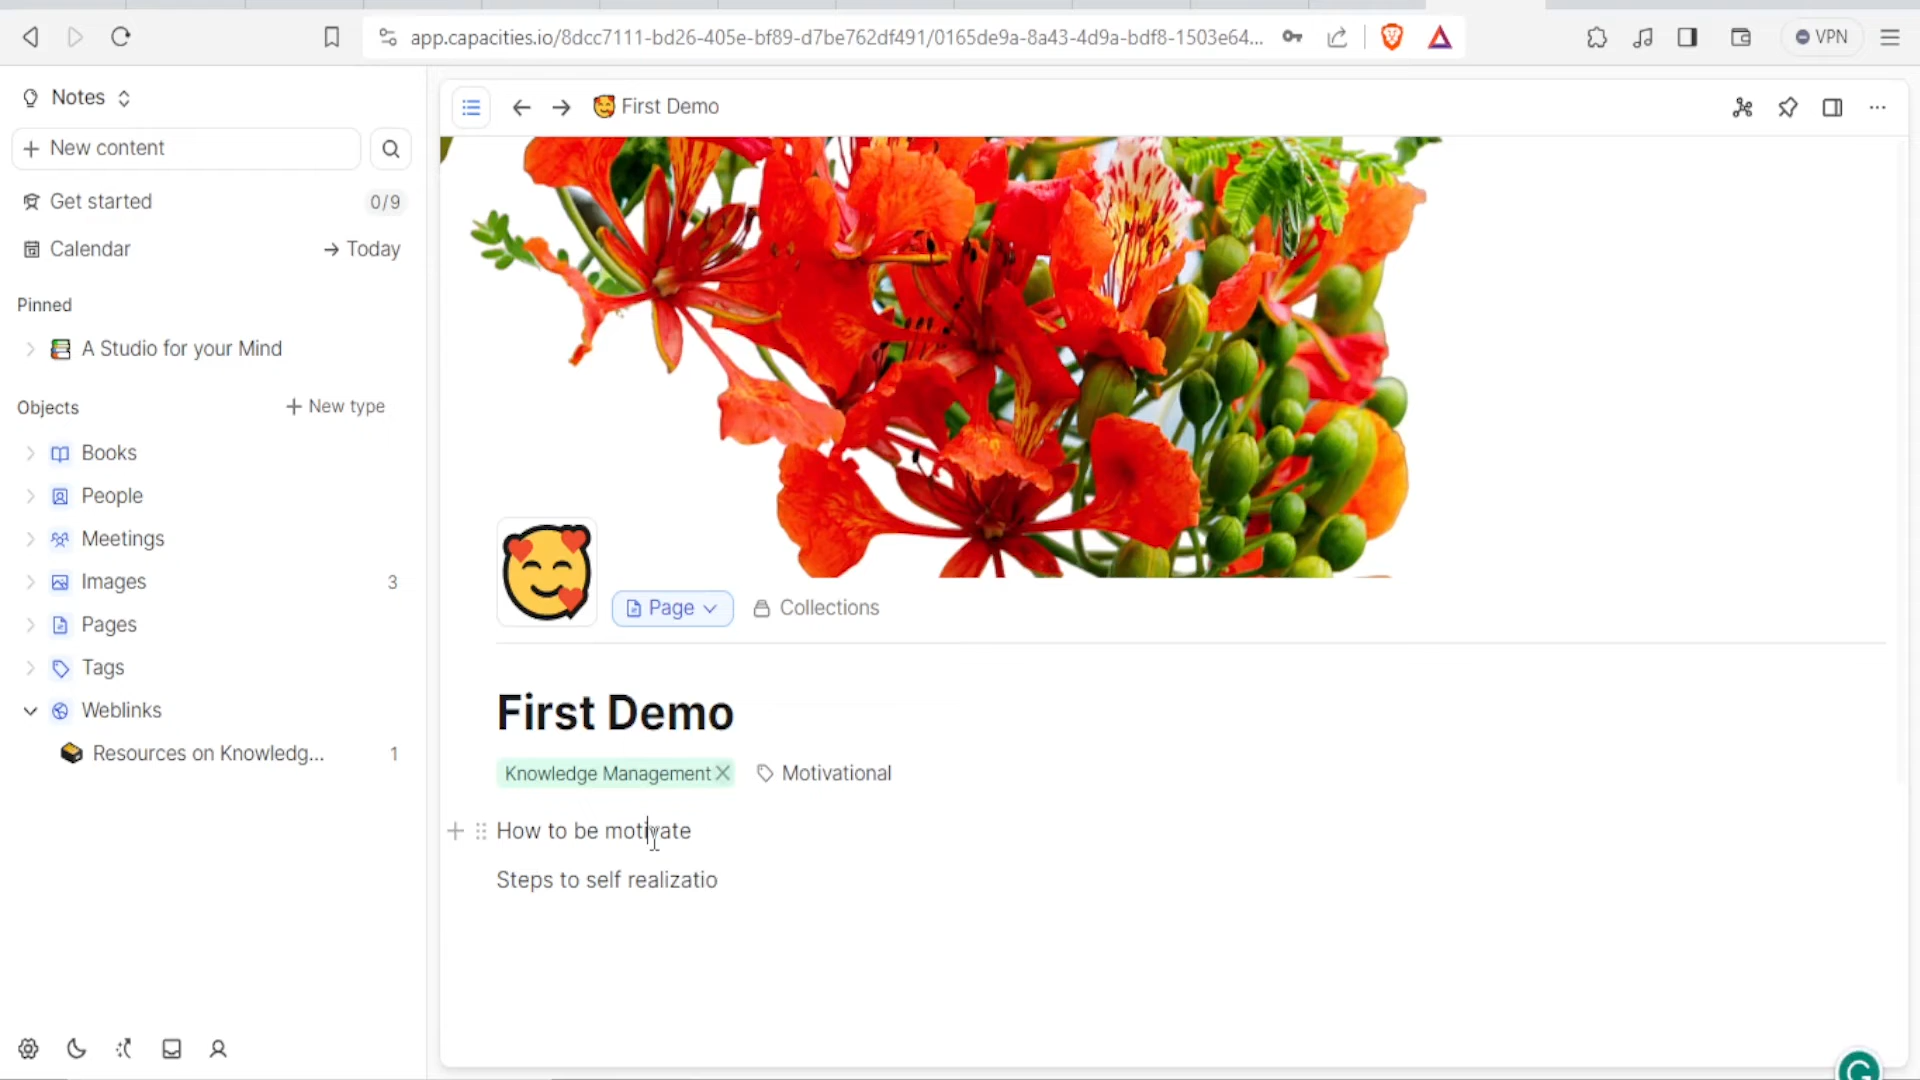 app.capacities.io/8dcc7111-bd26-405e-bf89-d7be762df491/0165de9a-8a43-4d9a-bdf8-1503e64...
VPN
Notes
First Demo
New content
Get started 0/9
Calendar → Today
Pinned
A Studio for your Mind
Objects + New type
Books
People
Meetings
Images 3
Pages
Tags
Weblinks
Resources on Knowledg... 1
Page
Collections
First Demo
Knowledge Management
Motivational
How to be motivate
Steps to self realizatio